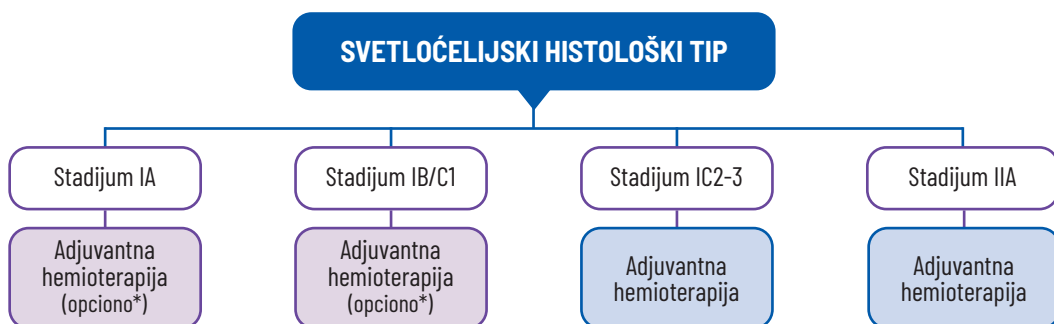 SVETLOĆELIJSKI HISTOLOŠKI TIP
Stadijum IA
Stadijum IB/C1
Stadijum IC2-3
Stadijum IIA
Adjuvantna
hemioterapija
(opciono*)
Adjuvantna
hemioterapija
(opciono*)
Adjuvantna
hemioterapija
Adjuvantna
hemioterapija